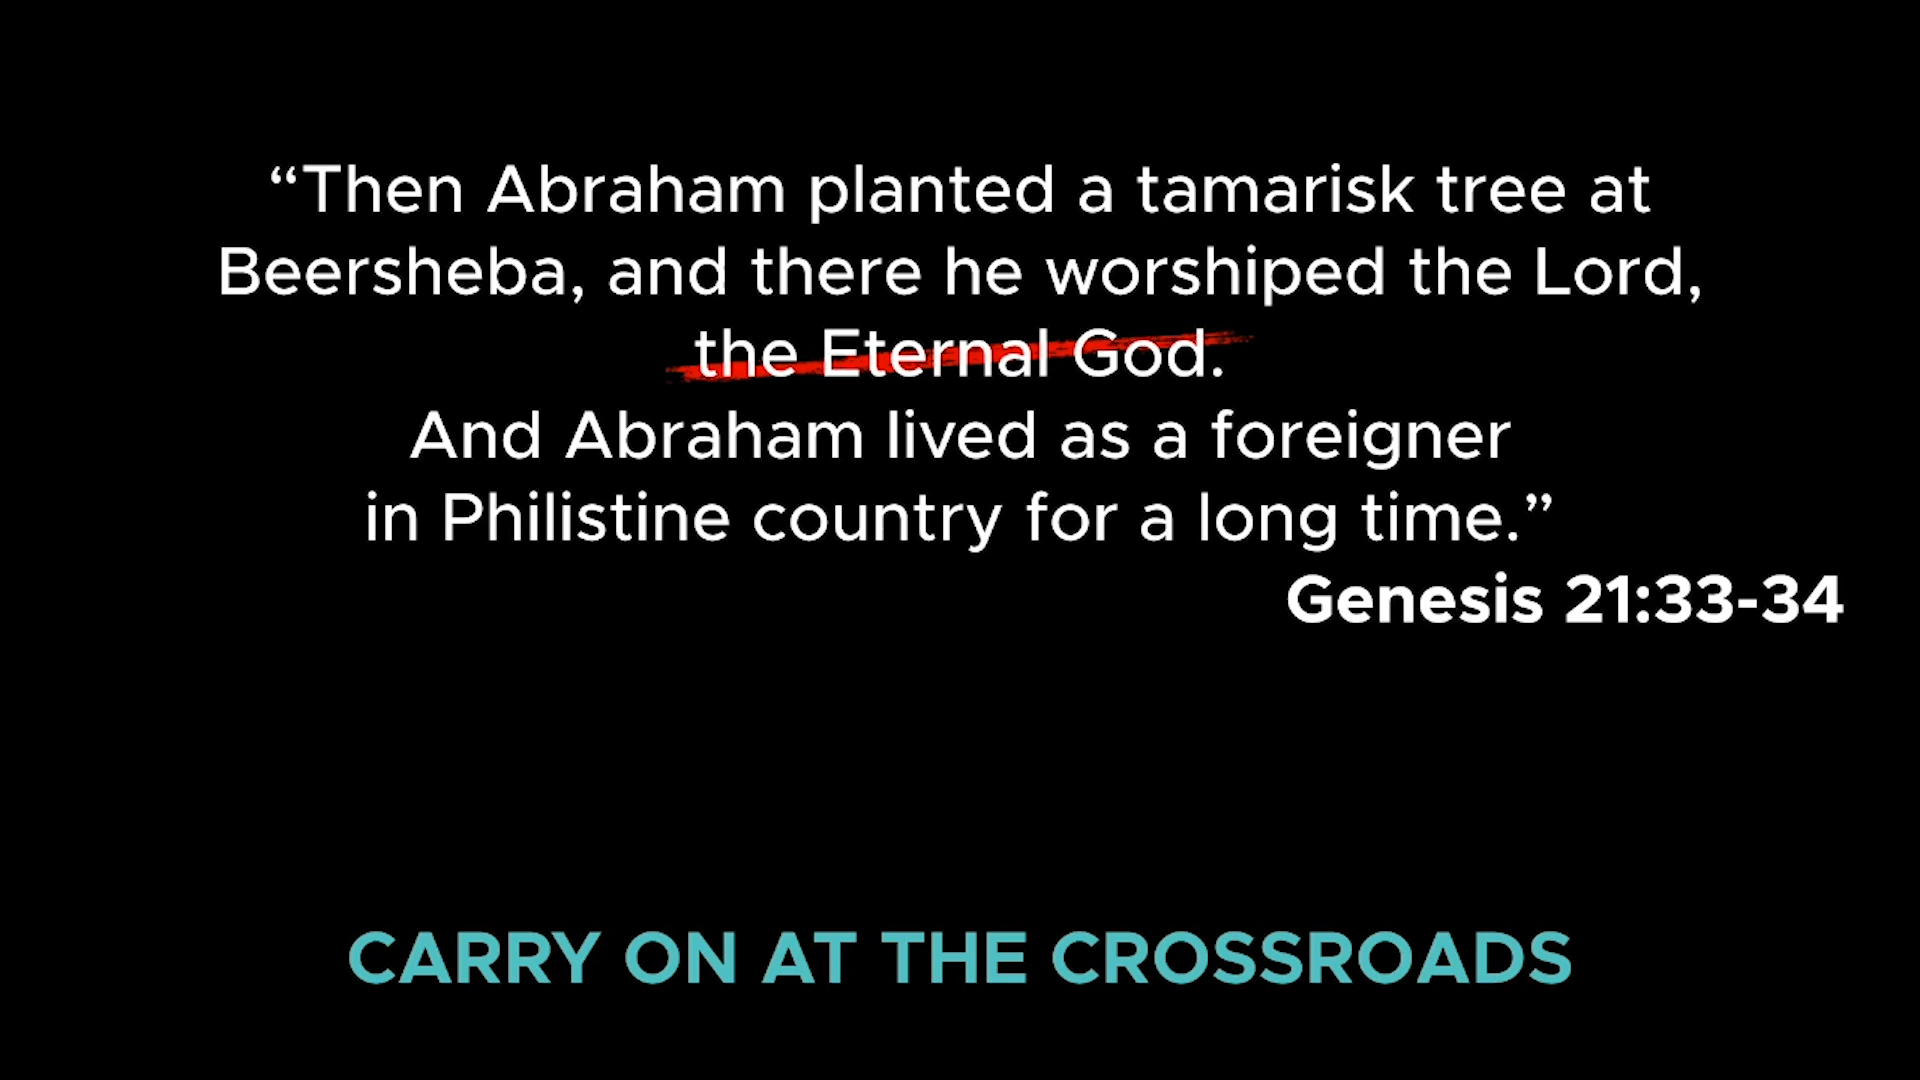 “Then Abraham planted a tamarisk tree at
Beersheba, and there he worshiped the Lord,
the Eternal God.
And Abraham lived as a foreigner
in Philistine country for a long time.”
Genesis 21:33-34
CARRY ON AT THE CROSSROADS